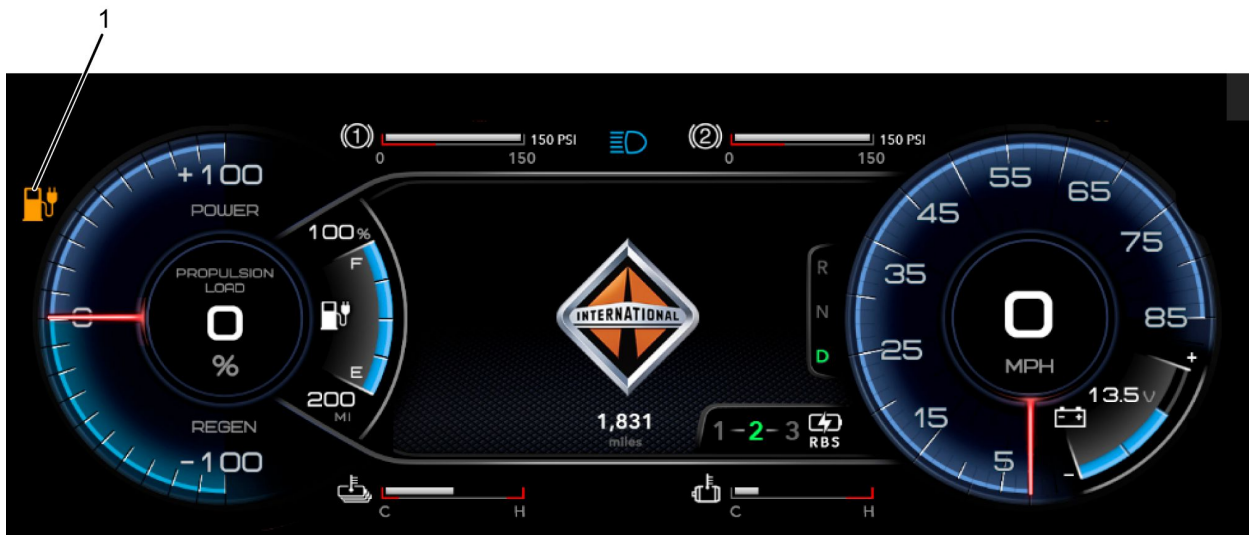 1
(1) 150 PSI
0 150
(2) 150 PSI
0 150
+100
POWER
PROPULSION
LOAD
0
0
%
REGEN
-100
100%
F
E
200
MI
INTERNATIONAL
1,831
miles
R
N
D
1-2-3
RBS
55
65
45
75
35
85
25
15
5
0
MPH
+
13.5 V
- +
-
C H
C H